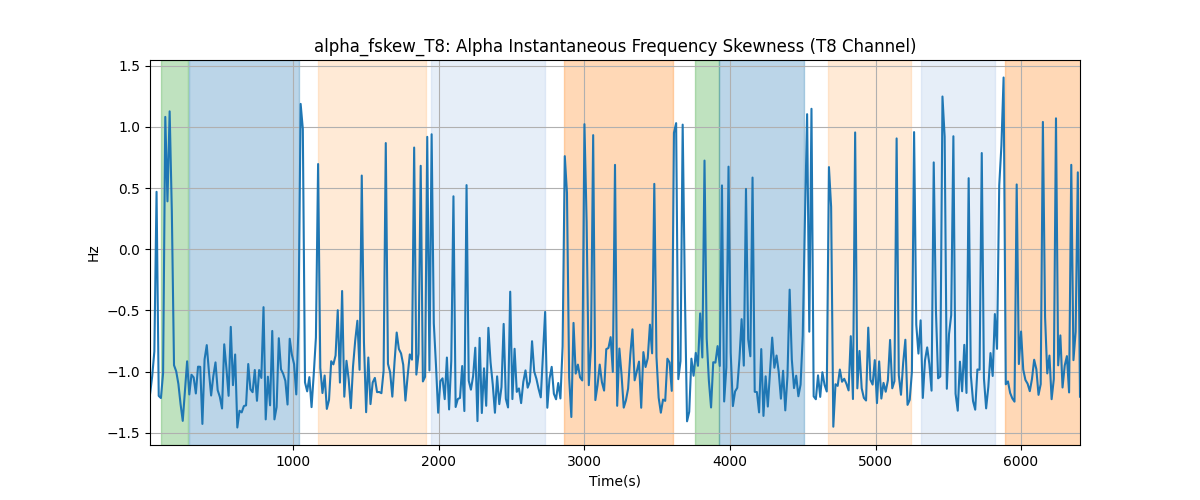 alpha_fskew_T8: Alpha Instantaneous Frequency Skewness (T8 Channel)
1.5
1.0
0.5
0.0
−0.5
−1.0
−1.5
Hz
1000 2000 3000 4000 5000 6000
Time(s)